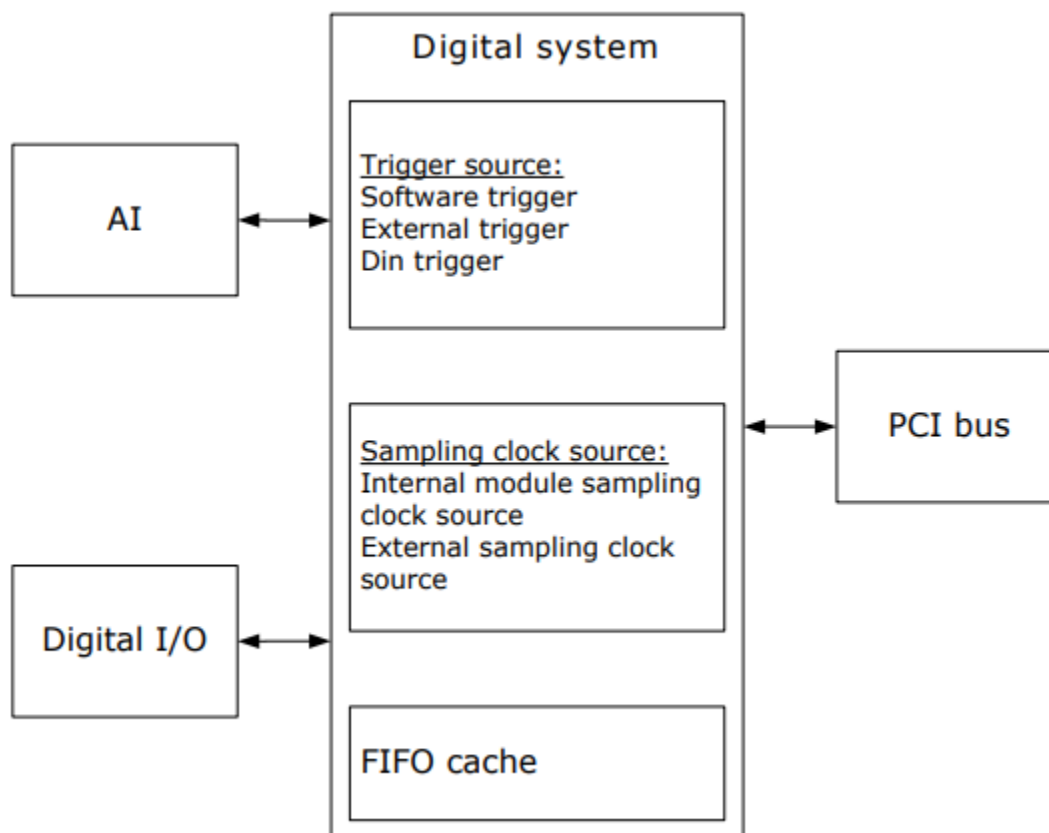 Digital system
Trigger source:
Software trigger
External trigger
Din trigger
AI
Sampling clock source:
Internal module sampling
clock source
External sampling clock
source
PCI bus
Digital I/O
FIFO cache